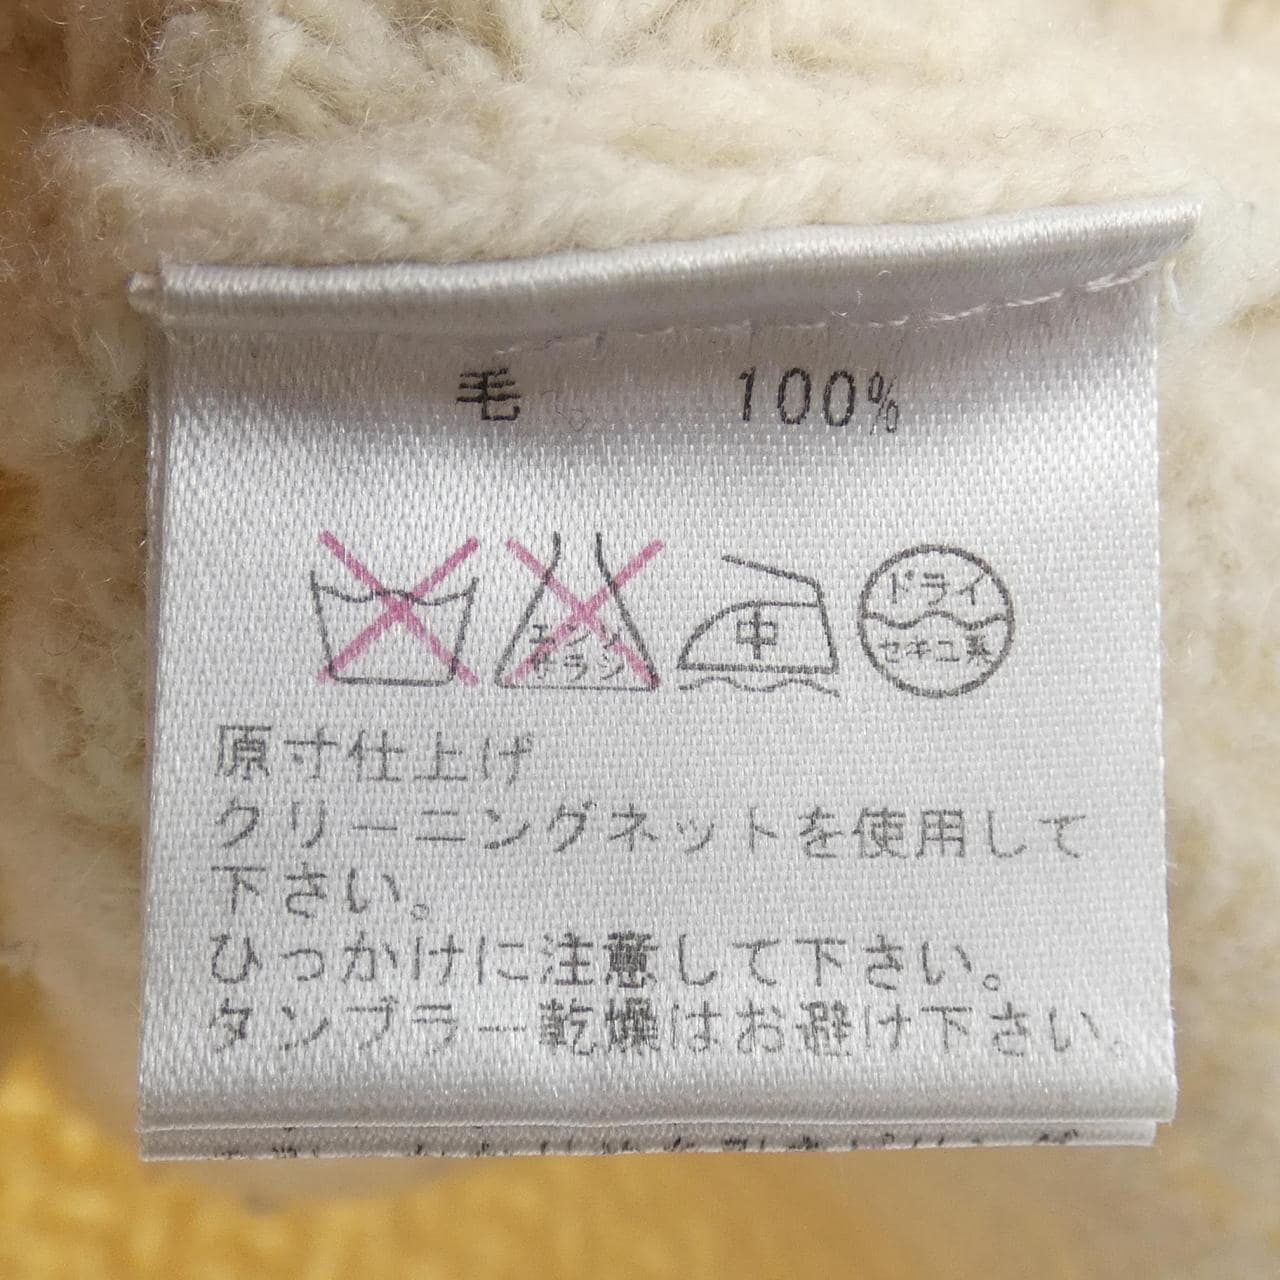 毛 100%
エンソ
サラシ
中
ドライ
セキユ系
原寸仕上げ
クリーニングネットを使用して
下さい。
ひっかけに注意して下さい。
タンブラー乾燥はお避け下さい。